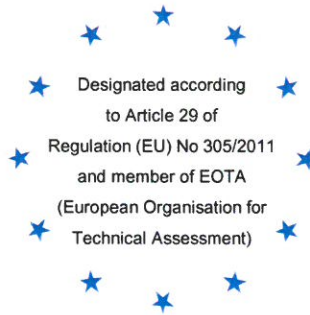 Designated according
to Article 29 of
Regulation (EU) No 305/2011
and member of EOTA
(European Organisation for
Technical Assessment)